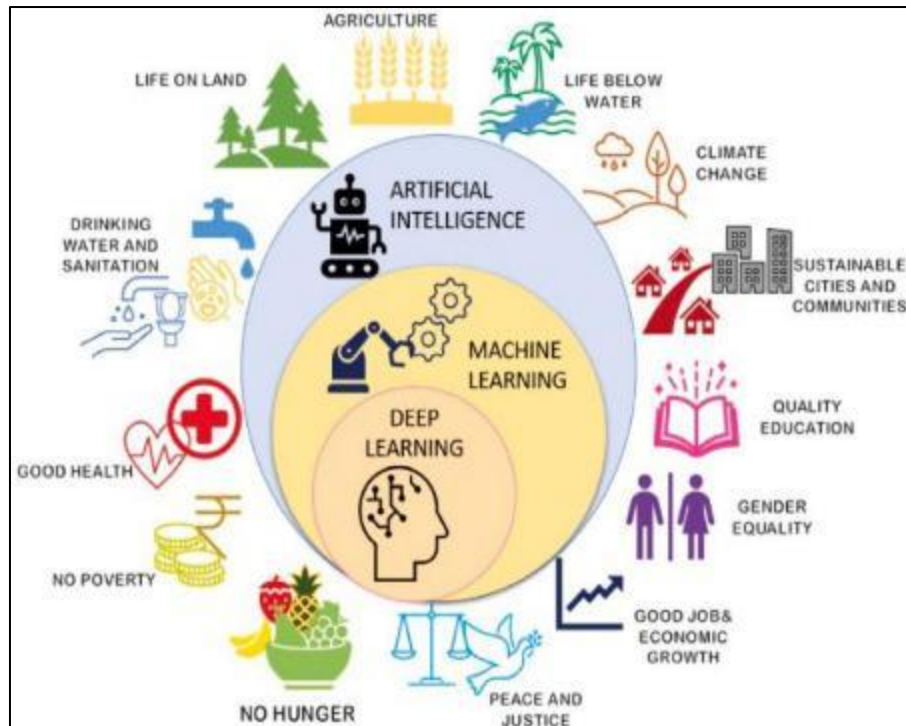 AGRICULTURE
LIFE ON LAND
LIFE BELOW
WATER
CLIMATE
CHANGE
ARTIFICIAL
INTELLIGENCE
DRINKING
WATER AND
SANITATION
SUSTAINABLE
CITIES AND
COMMUNITIES
MACHINE
LEARNING
DEEP
LEARNING
QUALITY
EDUCATION
GOOD HEALTH
GENDER
EQUALITY
NO POVERTY
GOOD JOB&
ECONOMIC
GROWTH
NO HUNGER
PEACE AND
JUSTICE